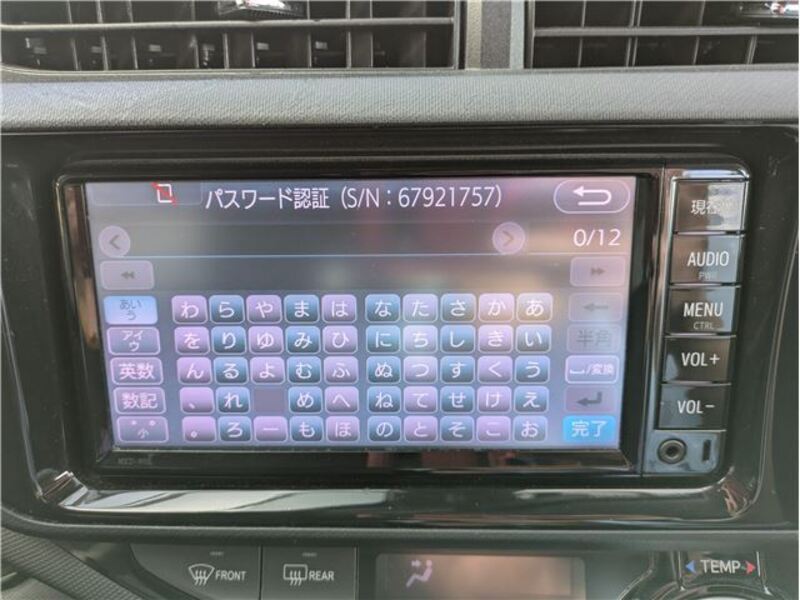 パスワード認証 (S/N : 67921757)
0/12
あいう わ ら や ま は な た さ か あ
アイヴ を り ゆ み ひ に ち し き い 半角
英数 ん る よ む ふ ぬ つ す く う ␣/変換
数記 、 れ め へ ね て せ け え
゛゜小 。 ろ ー も ほ の と そ こ お 完了
AUDIO
PWR
MENU
CTRL
VOL+
VOL-
FRONT
REAR
TEMP